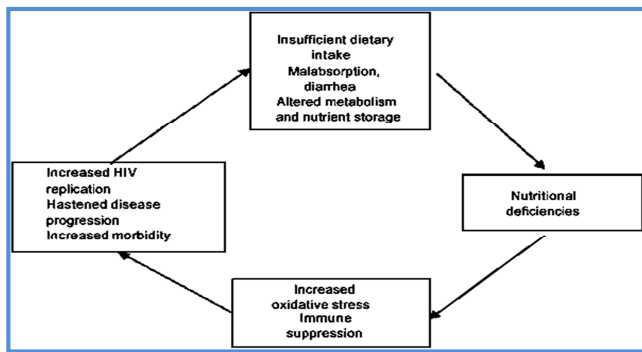 Insufficient dietary
intake
Malabsorption,
diarrhea
Altered metabolism
and nutrient storage
Nutritional
deficiencies
Increased
oxidative stress
Immune
suppression
Increased HIV
replication
Hastened disease
progression
Increased morbidity